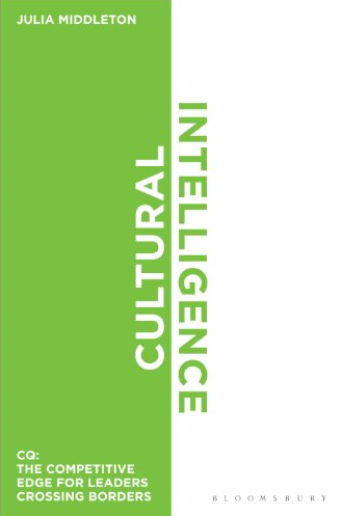 JULIA MIDDLETON
CULTURAL
INTELLIGENCE
CQ:
THE COMPETITIVE
EDGE FOR LEADERS
CROSSING BORDERS
BLOOMSBURY